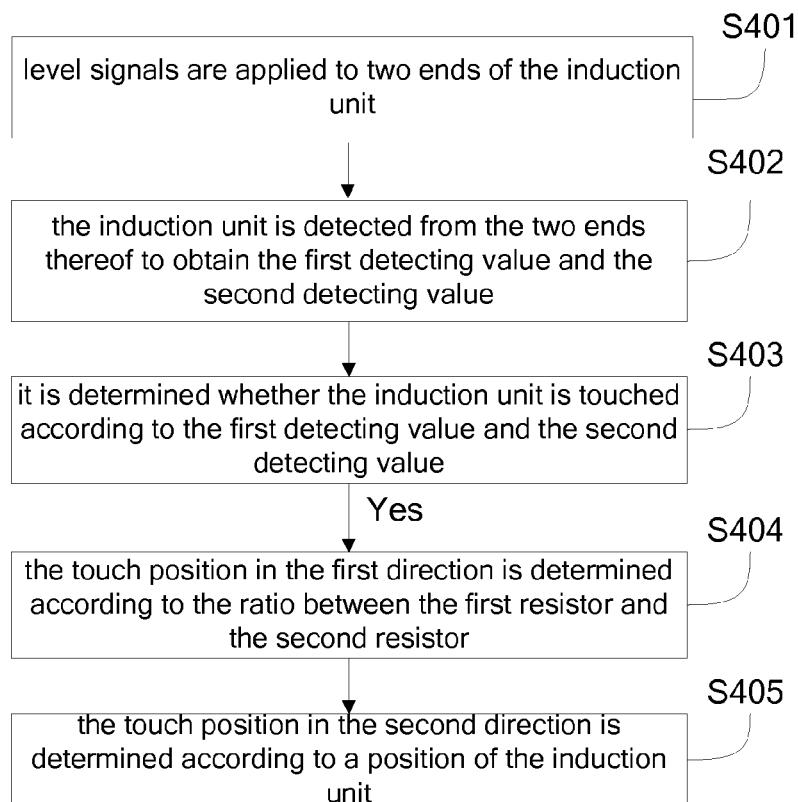 S401
level signals are applied to two ends of the induction
unit
S402
the induction unit is detected from the two ends
thereof to obtain the first detecting value and the
second detecting value
S403
it is determined whether the induction unit is touched
according to the first detecting value and the second
detecting value
Yes
S404
the touch position in the first direction is determined
according to the ratio between the first resistor and
the second resistor
S405
the touch position in the second direction is
determined according to a position of the induction
unit